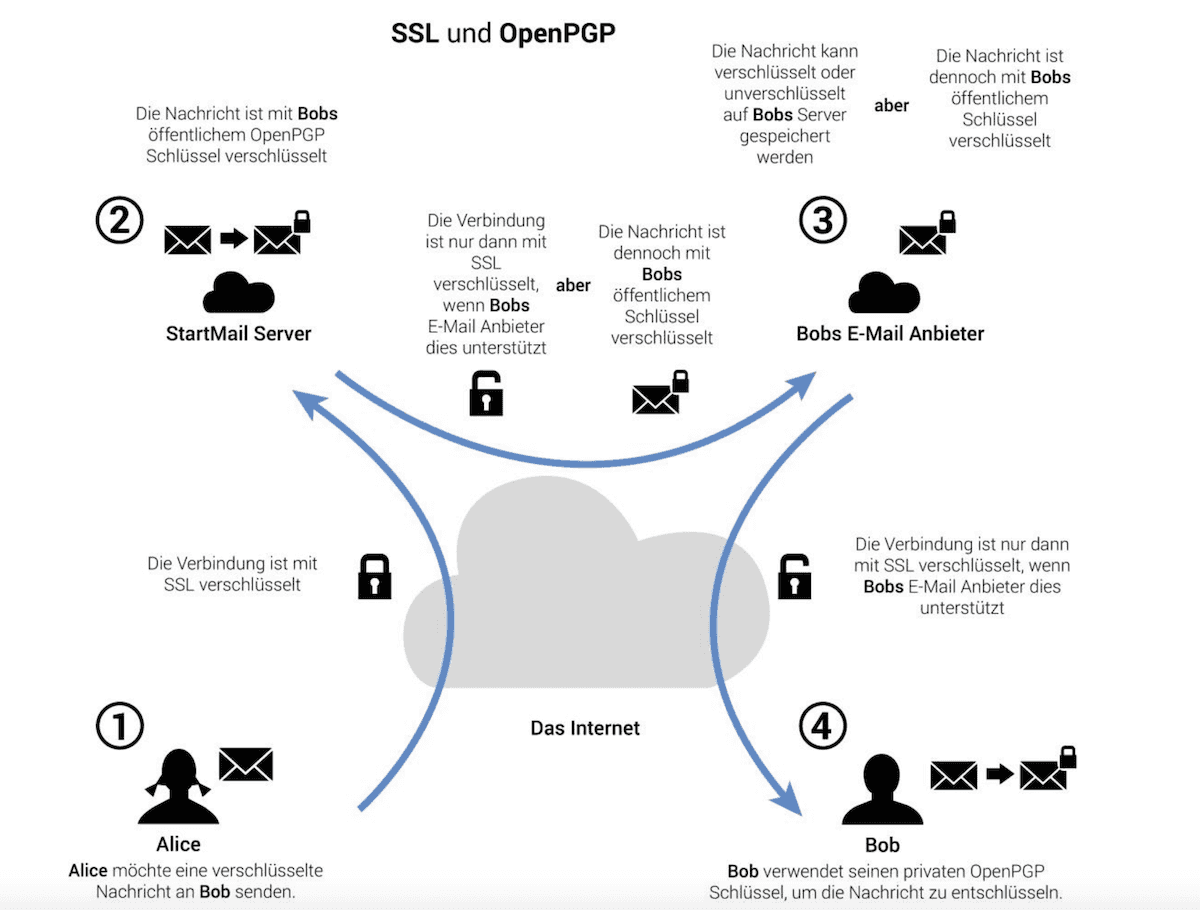 SSL und OpenPGP
Die Nachricht ist mit Bobs
öffentlichem OpenPGP
Schlüssel verschlüsselt
2
StartMail Server
Die Verbindung
ist nur dann mit
SSL
verschlüsselt,
wenn Bobs
E-Mail Anbieter
dies unterstützt
aber
Die Nachricht ist
dennoch mit
Bobs
öffentlichem
Schlüssel
verschlüsselt
Die Nachricht kann
verschlüsselt oder
unverschlüsselt
auf Bobs Server
gespeichert
werden
aber
Die Nachricht ist
dennoch mit Bobs
öffentlichem
Schlüssel
verschlüsselt
3
Bobs E-Mail Anbieter
Die Verbindung ist mit
SSL verschlüsselt
Die Verbindung ist nur dann
mit SSL verschlüsselt, wenn
Bobs E-Mail Anbieter dies
unterstützt
Das Internet
1
Alice
Alice möchte eine verschlüsselte
Nachricht an Bob senden.
4
Bob
Bob verwendet seinen privaten OpenPGP
Schlüssel, um die Nachricht zu entschlüsseln.